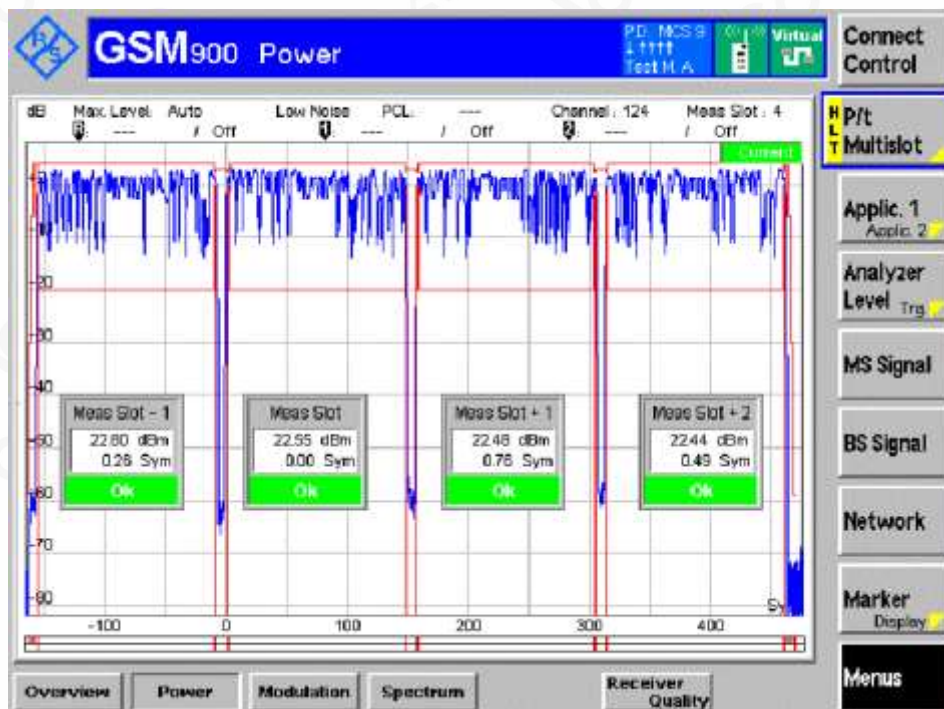 GSM900 Power
P.D. MCS 9
Test M. A.
Virtual
Connect Control
dB Max. Level: Auto Low Noise PCL: --- Channel: 124 Meas Slot: 4
--- / Off 1 --- / Off 2 --- / Off
Current
HLT P/t Multislot
Applic. 1
Applic. 2
Analyzer Level Trg.
MS Signal
BS Signal
Network
Marker
Display
Menus
-20
-30
-40
-60
-70
-80
Meas Slot - 1
22.60 dBm
0.26 Sym
Ok
Meas Slot
22.55 dBm
0.00 Sym
Ok
Meas Slot + 1
22.48 dBm
0.76 Sym
Ok
Meas Slot + 2
22.44 dBm
0.49 Sym
Ok
-100 0 100 200 300 400
Overview Power Modulation Spectrum Receiver Quality